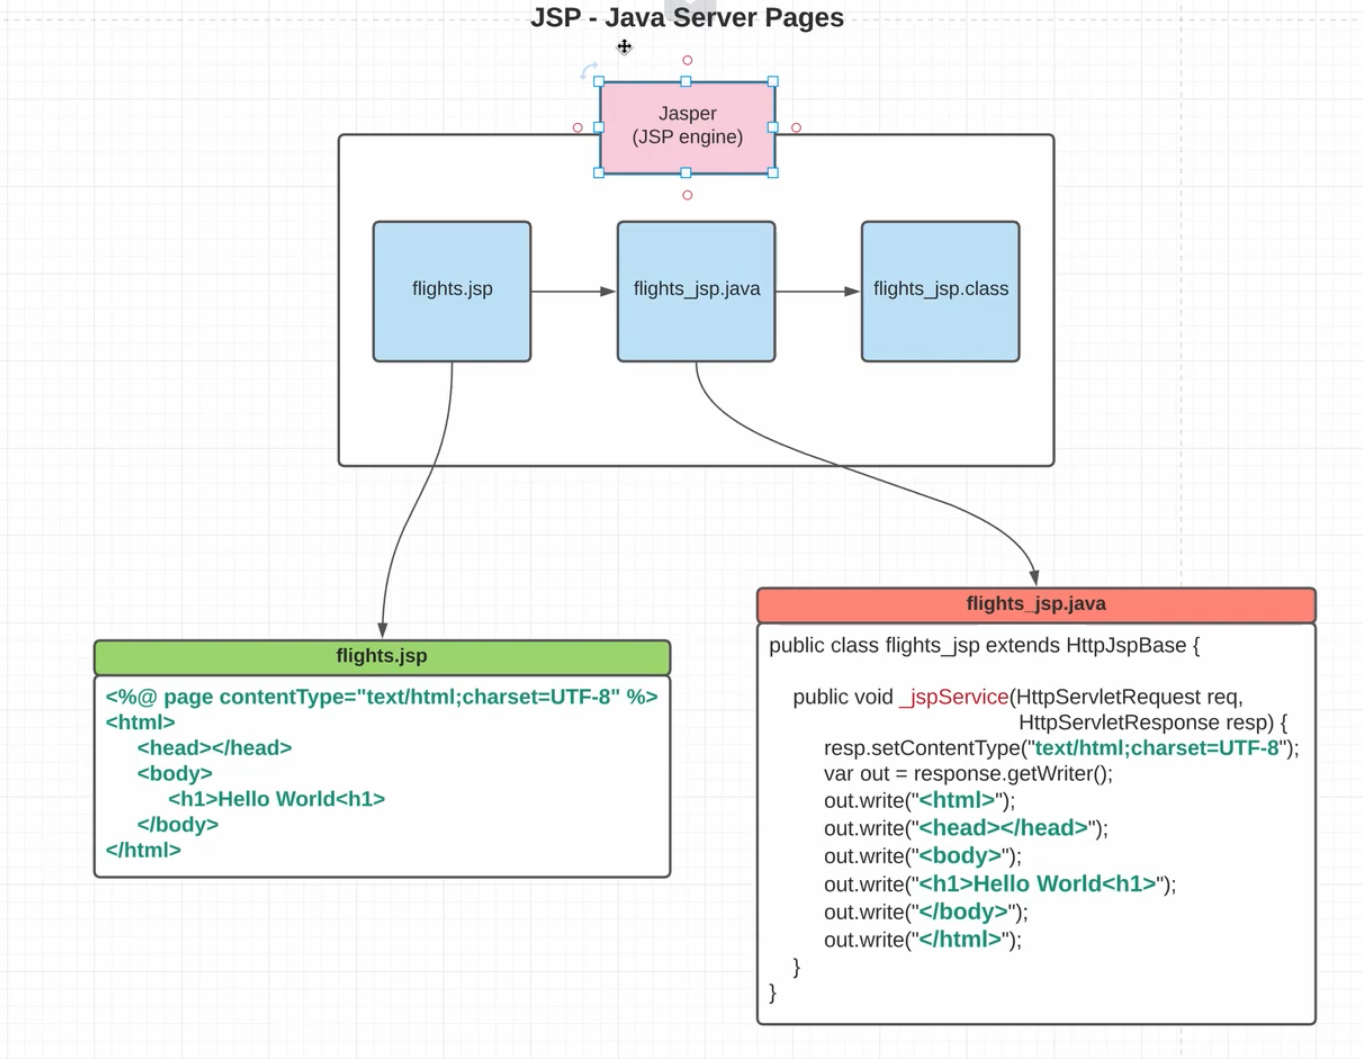 JSP - Java Server Pages
Jasper
(JSP engine)
flights.jsp
flights_jsp.java
flights_jsp.class
flights.jsp
<%@ page contentType="text/html;charset=UTF-8" %>
<html>
<head></head>
<body>
<h1>Hello World<h1>
</body>
</html>
flights_jsp.java
public class flights_jsp extends HttpJspBase {
public void _jspService(HttpServletRequest req,
HttpServletResponse resp) {
resp.setContentType("text/html;charset=UTF-8");
var out = response.getWriter();
out.write("<html>");
out.write("<head></head>");
out.write("<body>");
out.write("<h1>Hello World<h1>");
out.write("</body>");
out.write("</html>");
}
}